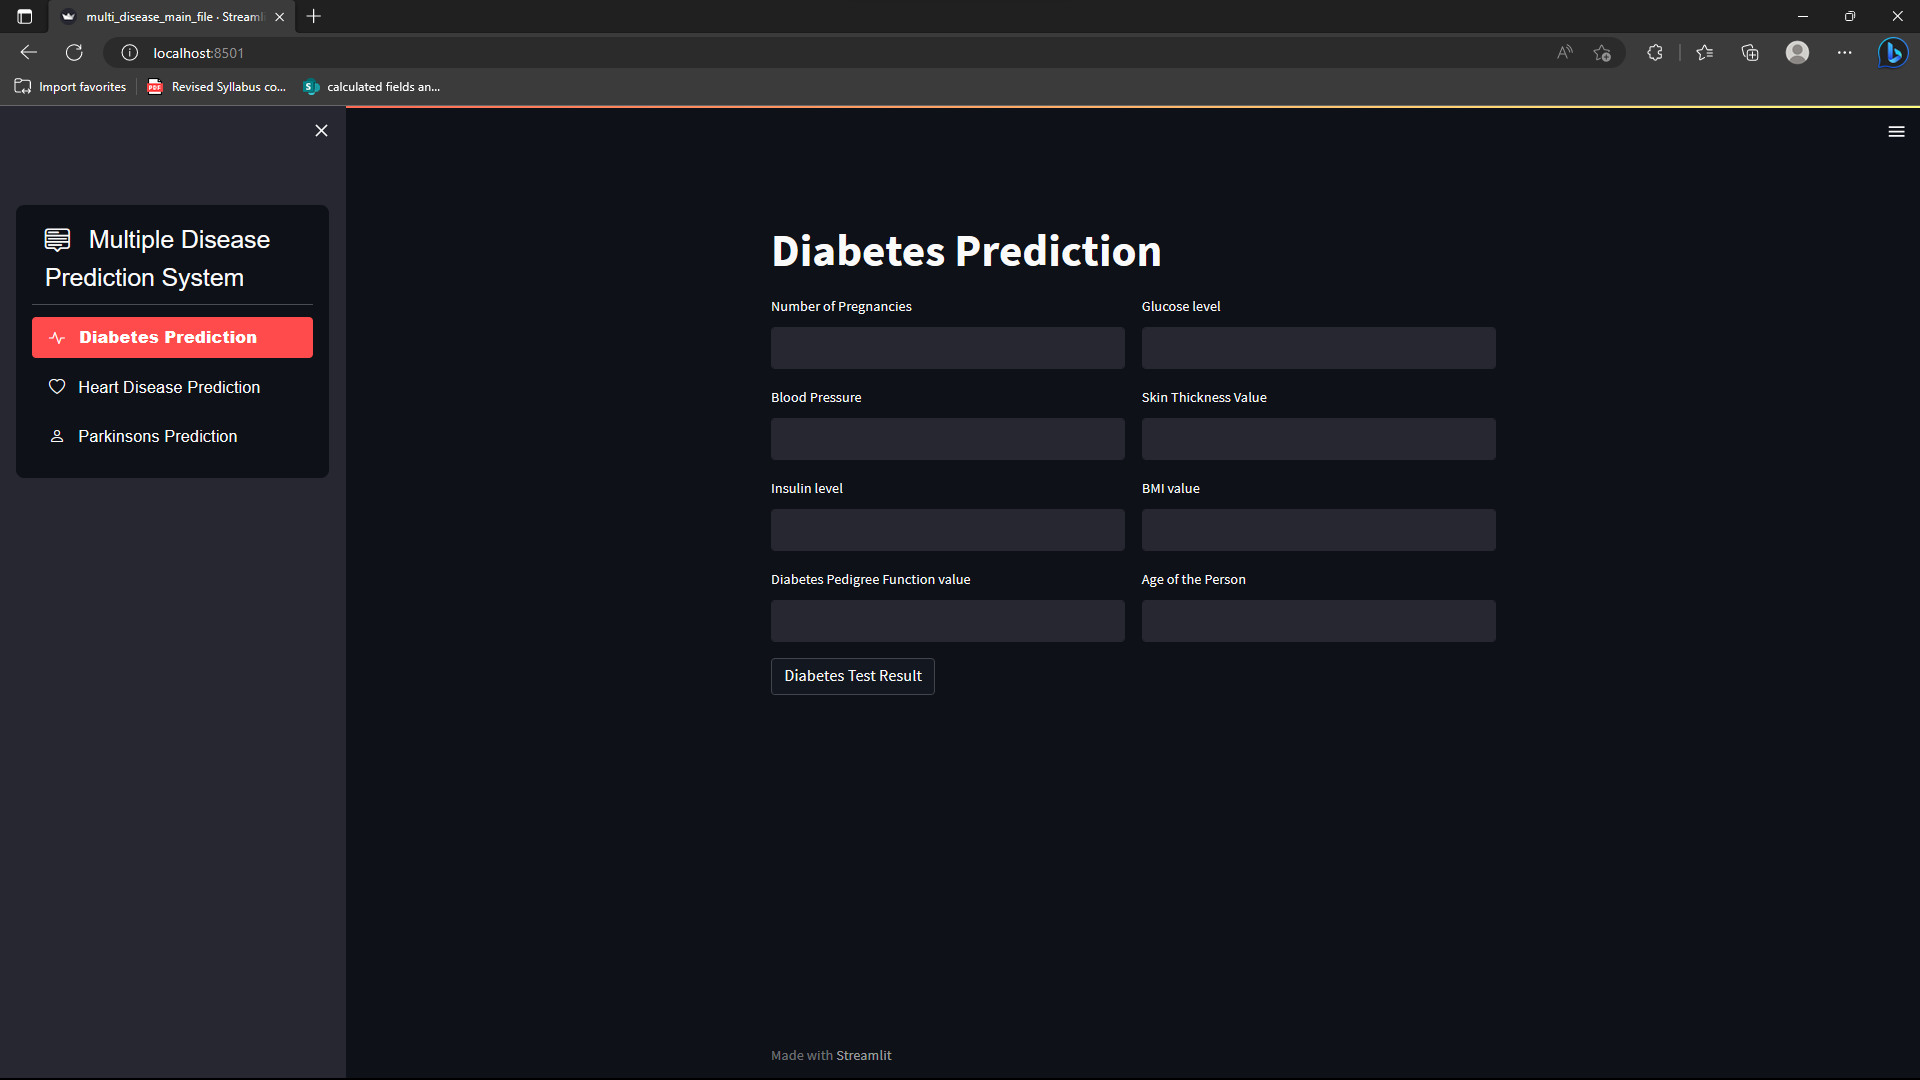 multi_disease_main_file · Streaml
localhost:8501
Import favorites
Revised Syllabus co...
calculated fields an...
Multiple Disease
Prediction System
Diabetes Prediction
Heart Disease Prediction
Parkinsons Prediction
Diabetes Prediction
Number of Pregnancies
Glucose level
Blood Pressure
Skin Thickness Value
Insulin level
BMI value
Diabetes Pedigree Function value
Age of the Person
Diabetes Test Result
Made with Streamlit